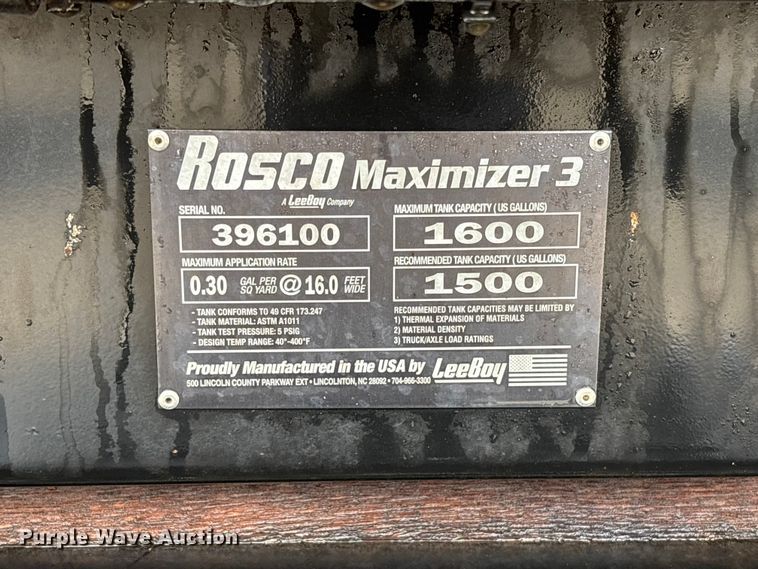 ROSCO Maximizer 3
A LeeBoy Company
SERIAL NO.
396100
MAXIMUM APPLICATION RATE
0.30 GAL PER SQ YARD @ 16.0 FEET WIDE
- TANK CONFORMS TO 49 CFR 173.247
- TANK MATERIAL: ASTM A1011
- TANK TEST PRESSURE: 5 PSIG
- DESIGN TEMP RANGE: 40°-400°F
MAXIMUM TANK CAPACITY (US GALLONS)
1600
RECOMMENDED TANK CAPACITY (US GALLONS)
1500
RECOMMENDED TANK CAPACITIES MAY BE LIMITED BY
1) THERMAL EXPANSION OF MATERIALS
2) MATERIAL DENSITY
3) TRUCK/AXLE LOAD RATINGS
Proudly Manufactured in the USA by LeeBoy
500 LINCOLN COUNTY PARKWAY EXT • LINCOLNTON, NC 28092 • 704-966-3300
Purple Wave Auction